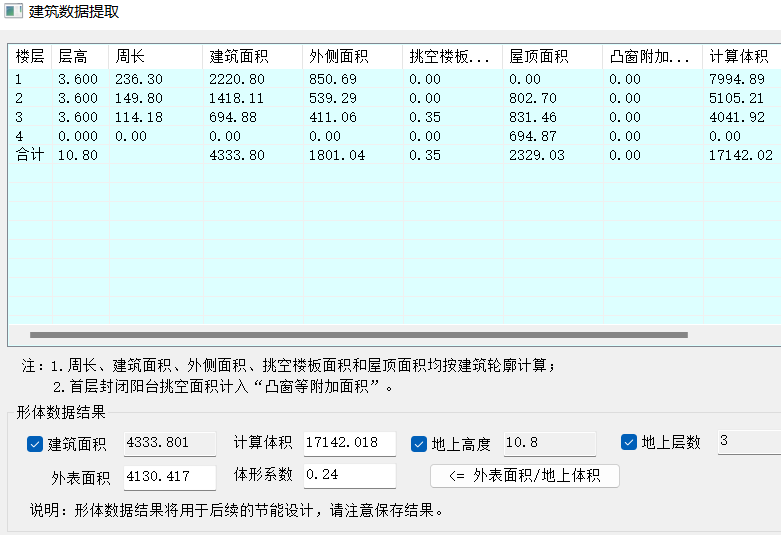 建筑数据提取
楼层 层高 周长 建筑面积 外侧面积 挑空楼板... 屋顶面积 凸窗附加... 计算体积
1 3.600 236.30 2220.80 850.69 0.00 0.00 0.00 7994.89
2 3.600 149.80 1418.11 539.29 0.00 802.70 0.00 5105.21
3 3.600 114.18 694.88 411.06 0.35 831.46 0.00 4041.92
4 0.000 0.00 0.00 0.00 0.00 694.87 0.00 0.00
合计 10.80 4333.80 1801.04 0.35 2329.03 0.00 17142.02
注：1.周长、建筑面积、外侧面积、挑空楼板面积和屋顶面积均按建筑轮廓计算；
2.首层封闭阳台挑空面积计入“凸窗等附加面积”。
形体数据结果
建筑面积 4333.801 计算体积 17142.018 地上高度 10.8 地上层数 3
外表面积 4130.417 体形系数 0.24 <= 外表面积/地上体积
说明：形体数据结果将用于后续的节能设计，请注意保存结果。